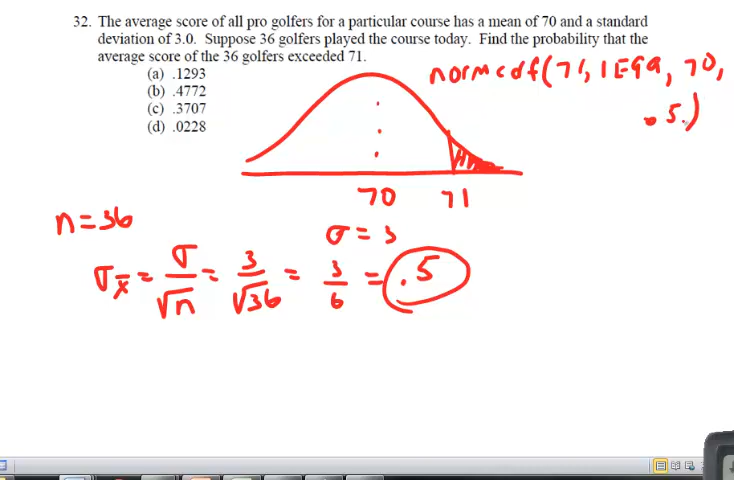 32. The average score of all pro golfers for a particular course has a mean of 70 and a standard
deviation of 3.0. Suppose 36 golfers played the course today. Find the probability that the
average score of the 36 golfers exceeded 71.
(a) .1293
(b) .4772
(c) .3707
(d) .0228
normcdf(71, 1E99, 70,
.5)
70 71
n=36
σ = 3
σx̄ = σ/√n = 3/√36 = 3/6 = .5